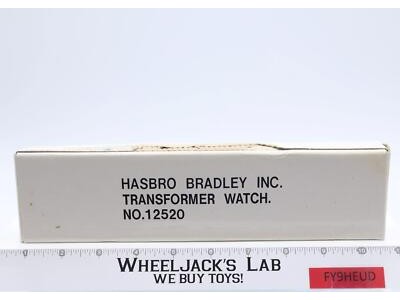 HASBRO BRADLEY INC.
TRANSFORMER WATCH.
NO.12520
WHEELJACK'S LAB
WE BUY TOYS!
FY9HEUD